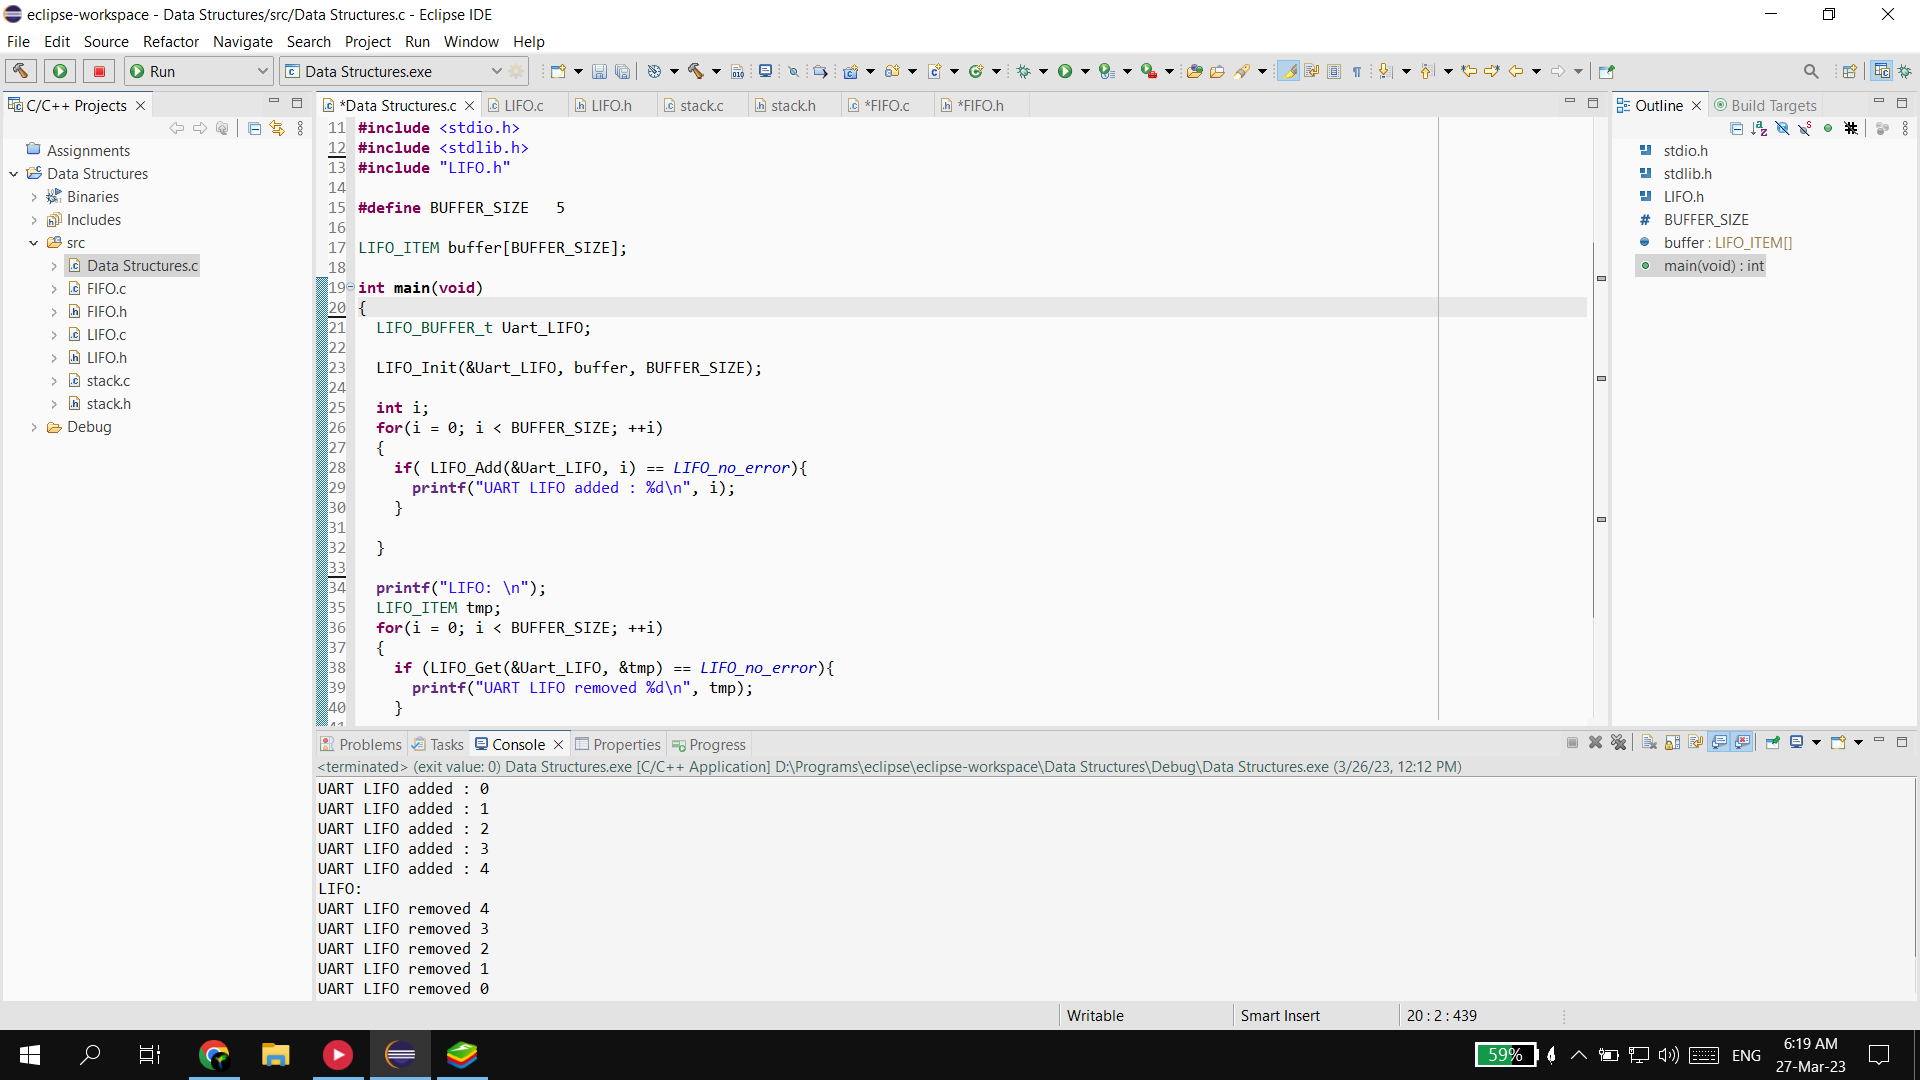 eclipse-workspace - Data Structures/src/Data Structures.c - Eclipse IDE
File Edit Source Refactor Navigate Search Project Run Window Help
Run
Data Structures.exe
C/C++ Projects
*Data Structures.c
LIFO.c
LIFO.h
stack.c
stack.h
*FIFO.c
*FIFO.h
Outline
Build Targets
Assignments
Data Structures
Binaries
Includes
src
Data Structures.c
FIFO.c
FIFO.h
LIFO.c
LIFO.h
stack.c
stack.h
Debug
11 #include <stdio.h>
12 #include <stdlib.h>
13 #include "LIFO.h"
14
15 #define BUFFER_SIZE 5
16
17 LIFO_ITEM buffer[BUFFER_SIZE];
18
19 int main(void)
20 {
21 LIFO_BUFFER_t Uart_LIFO;
22
23 LIFO_Init(&Uart_LIFO, buffer, BUFFER_SIZE);
24
25 int i;
26 for(i = 0; i < BUFFER_SIZE; ++i)
27 {
28 if( LIFO_Add(&Uart_LIFO, i) == LIFO_no_error){
29 printf("UART LIFO added : %d\n", i);
30 }
31
32 }
33
34 printf("LIFO: \n");
35 LIFO_ITEM tmp;
36 for(i = 0; i < BUFFER_SIZE; ++i)
37 {
38 if (LIFO_Get(&Uart_LIFO, &tmp) == LIFO_no_error){
39 printf("UART LIFO removed %d\n", tmp);
40 }
stdio.h
stdlib.h
LIFO.h
# BUFFER_SIZE
buffer : LIFO_ITEM[]
main(void) : int
Problems
Tasks
Console
Properties
Progress
<terminated> (exit value: 0) Data Structures.exe [C/C++ Application] D:\Programs\eclipse\eclipse-workspace\Data Structures\Debug\Data Structures.exe (3/26/23, 12:12 PM)
UART LIFO added : 0
UART LIFO added : 1
UART LIFO added : 2
UART LIFO added : 3
UART LIFO added : 4
LIFO:
UART LIFO removed 4
UART LIFO removed 3
UART LIFO removed 2
UART LIFO removed 1
UART LIFO removed 0
Writable
Smart Insert
20 : 2 : 439
59%
ENG
6:19 AM
27-Mar-23